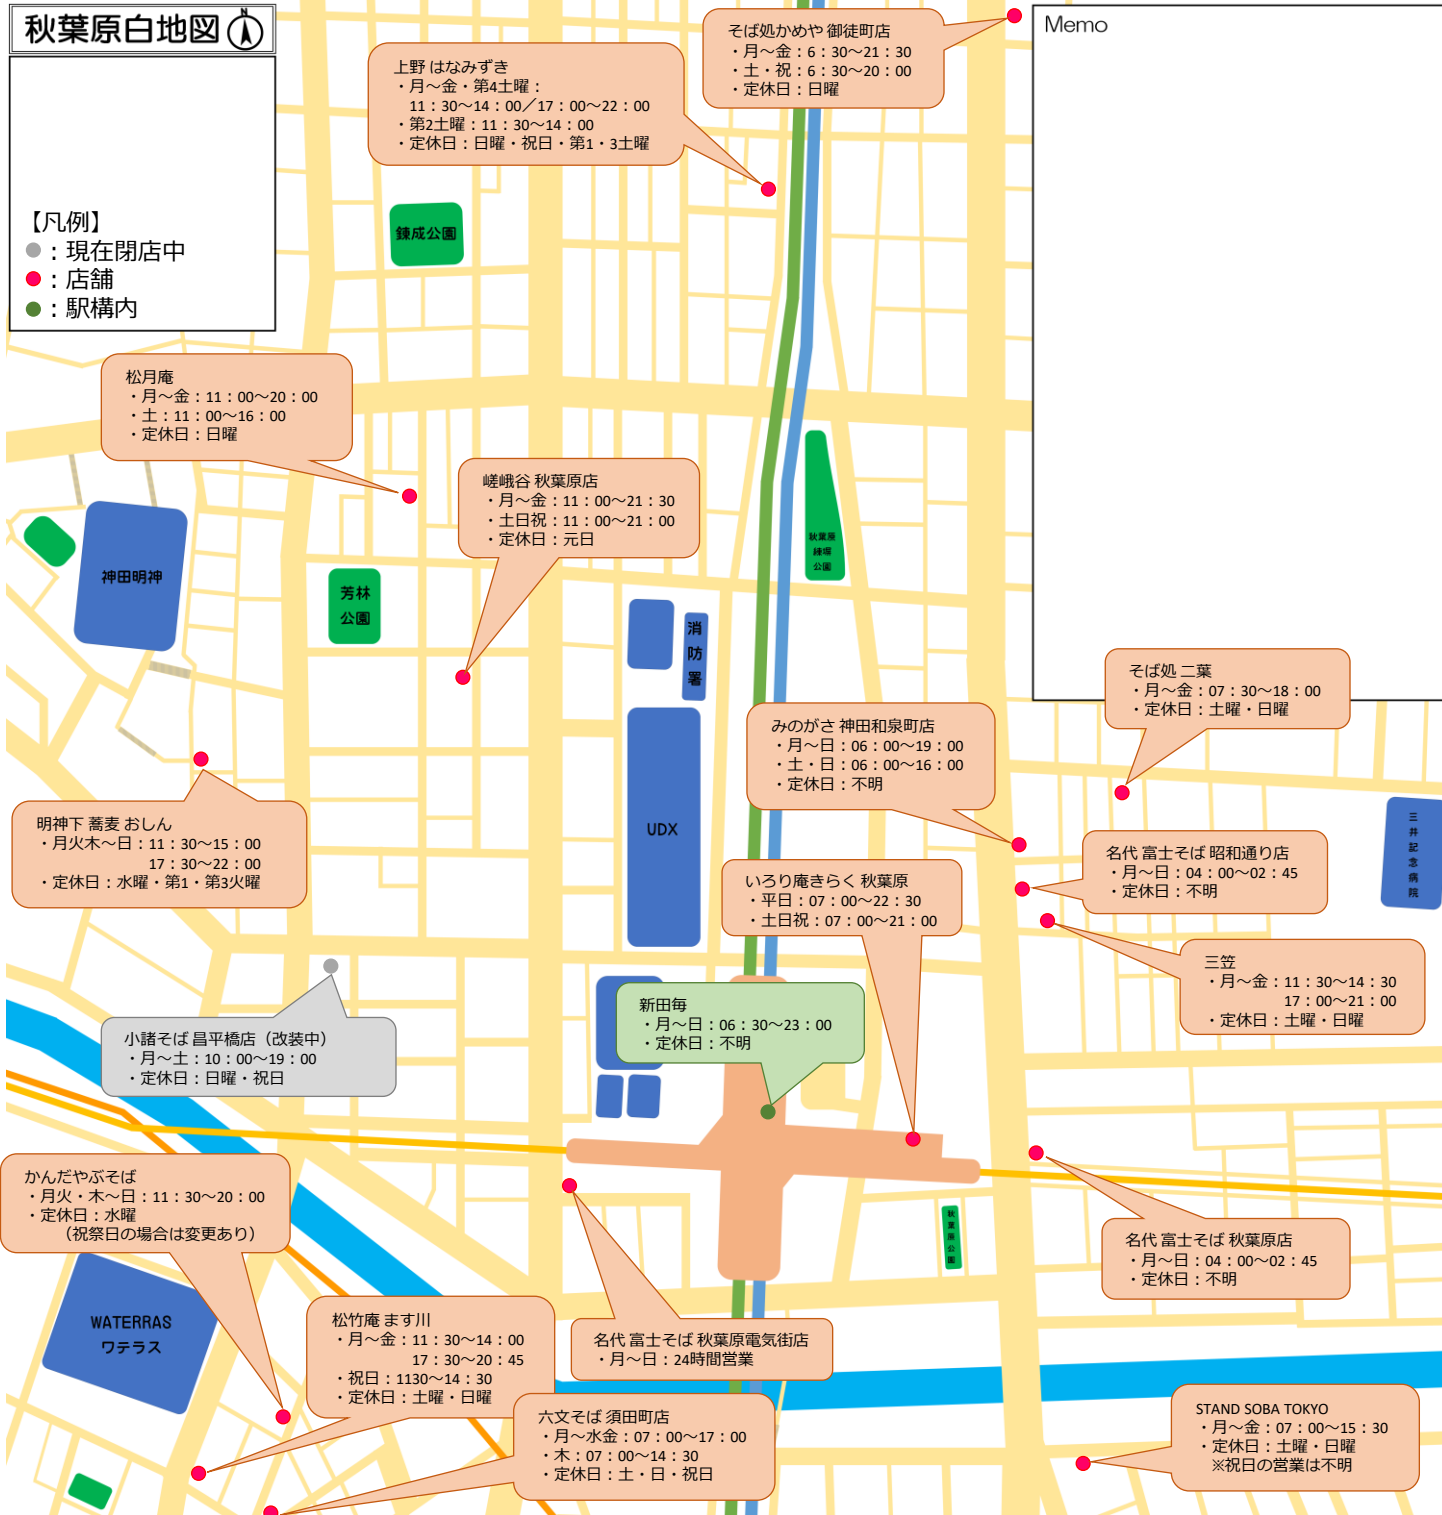 秋葉原白地図
N
【凡例】
：現在閉店中
：店舗
：駅構内
Memo
そば処かめや 御徒町店
・月～金：6：30～21：30
・土・祝：6：30～20：00
・定休日：日曜
上野 はなみずき
・月～金・第4土曜：
11：30～14：00／17：00～22：00
・第2土曜：11：30～14：00
・定休日：日曜・祝日・第1・3土曜
錬成公園
松月庵
・月～金：11：00～20：00
・土：11：00～16：00
・定休日：日曜
嵯峨谷 秋葉原店
・月～金：11：00～21：30
・土日祝：11：00～21：00
・定休日：元日
秋葉原
練塀
公園
神田明神
芳林
公園
消
防
署
そば処 二葉
・月～金：07：30～18：00
・定休日：土曜・日曜
みのがさ 神田和泉町店
・月～日：06：00～19：00
・土・日：06：00～16：00
・定休日：不明
UDX
明神下 蕎麦 おしん
・月火木～日：11：30～15：00
17：30～22：00
・定休日：水曜・第1・第3火曜
三
井
記
念
病
院
名代 富士そば 昭和通り店
・月～日：04：00～02：45
・定休日：不明
いろり庵きらく 秋葉原
・平日：07：00～22：30
・土日祝：07：00～21：00
三笠
・月～金：11：30～14：30
17：00～21：00
・定休日：土曜・日曜
新田毎
・月～日：06：30～23：00
・定休日：不明
小諸そば 昌平橋店（改装中）
・月～土：10：00～19：00
・定休日：日曜・祝日
かんだやぶそば
・月火・木～日：11：30～20：00
・定休日：水曜
（祝祭日の場合は変更あり）
秋
葉
原
公
園
名代 富士そば 秋葉原店
・月～日：04：00～02：45
・定休日：不明
WATERRAS
ワテラス
松竹庵 ます川
・月～金：11：30～14：00
17：30～20：45
・祝日：1130～14：30
・定休日：土曜・日曜
名代 富士そば 秋葉原電気街店
・月～日：24時間営業
六文そば 須田町店
・月～水金：07：00～17：00
・木：07：00～14：30
・定休日：土・日・祝日
STAND SOBA TOKYO
・月～金：07：00～15：30
・定休日：土曜・日曜
※祝日の営業は不明